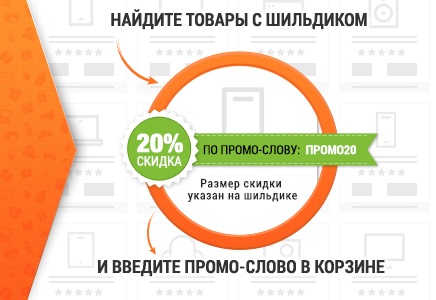 НАЙДИТЕ ТОВАРЫ С ШИЛЬДИКОМ
20%
СКИДКА
ПО ПРОМО-СЛОВУ: ПРОМО20
Размер скидки
указан на шильдике
И ВВЕДИТЕ ПРОМО-СЛОВО В КОРЗИНЕ